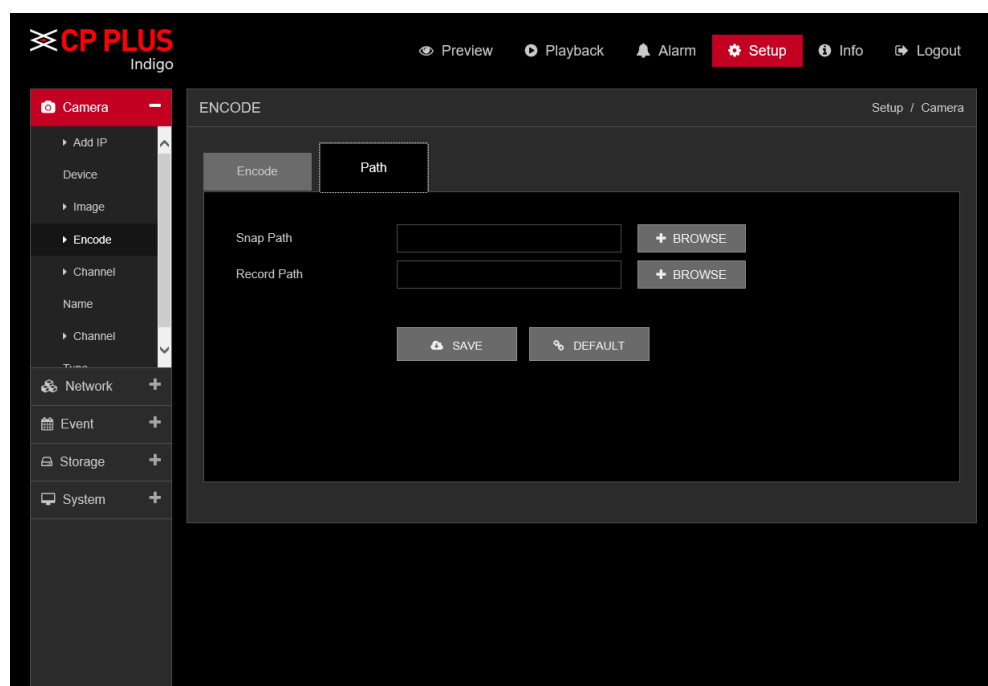 CP PLUS
Indigo
Preview
Playback
Alarm
Setup
Info
Logout
Camera
Add IP
Device
Image
Encode
Channel
Name
Channel
Type
Network
Event
Storage
System
ENCODE
Setup / Camera
Encode
Path
Snap Path
BROWSE
Record Path
BROWSE
SAVE
DEFAULT